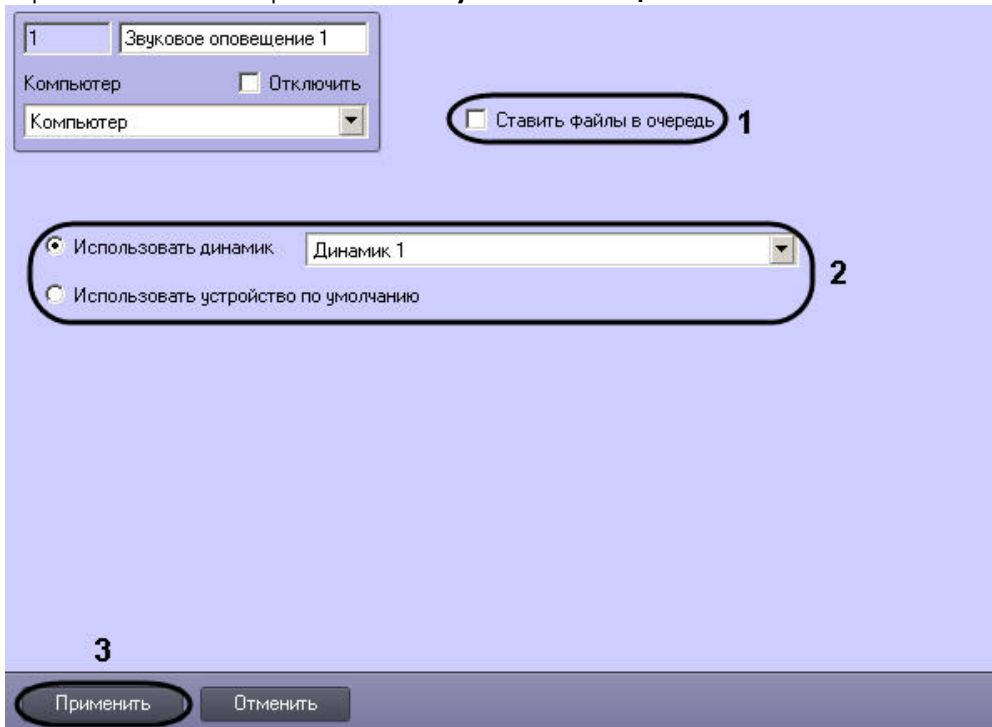 1 Звуковое оповещение 1
Компьютер Отключить
Компьютер
Ставить файлы в очередь 1
Использовать динамик Динамик 1
Использовать устройство по умолчанию
2
3
Применить Отменить